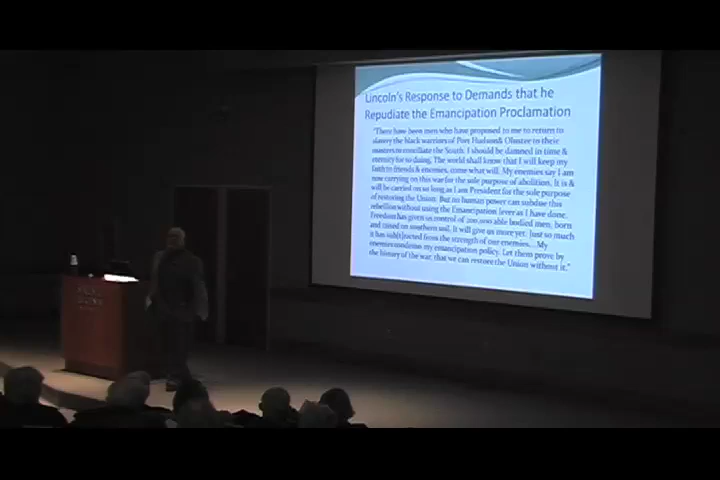 Lincoln's Response to Demands that he
Repudiate the Emancipation Proclamation
"There have been men who have proposed to me to return to
slavery the black warriors of Port Hudson & Olustee to their
masters to conciliate the South. I should be damned in time &
eternity for so doing. The world shall know that I will keep my
faith to friends & enemies, come what will. My enemies say I am
now carrying on this war for the sole purpose of abolition. It is &
will be carried on so long as I am President for the sole purpose
of restoring the Union. But no human power can subdue this
rebellion without using the Emancipation lever as I have done.
Freedom has given us control of 200,000 able bodied men, born
and raised on southern soil. It will give us more yet. Just so much
it has sub[t]racted from the strength of our enemies....My
enemies condemn my emancipation policy. Let them prove by
the history of the war, that we can restore the Union without it."